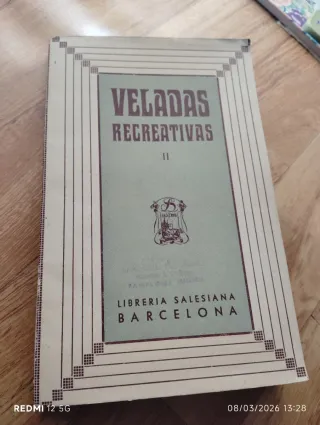 VELADAS
RECREATIVAS
II
LIBRERIA SALESIANA
BARCELONA
REDMI 12 5G
08/03/2026 13:28